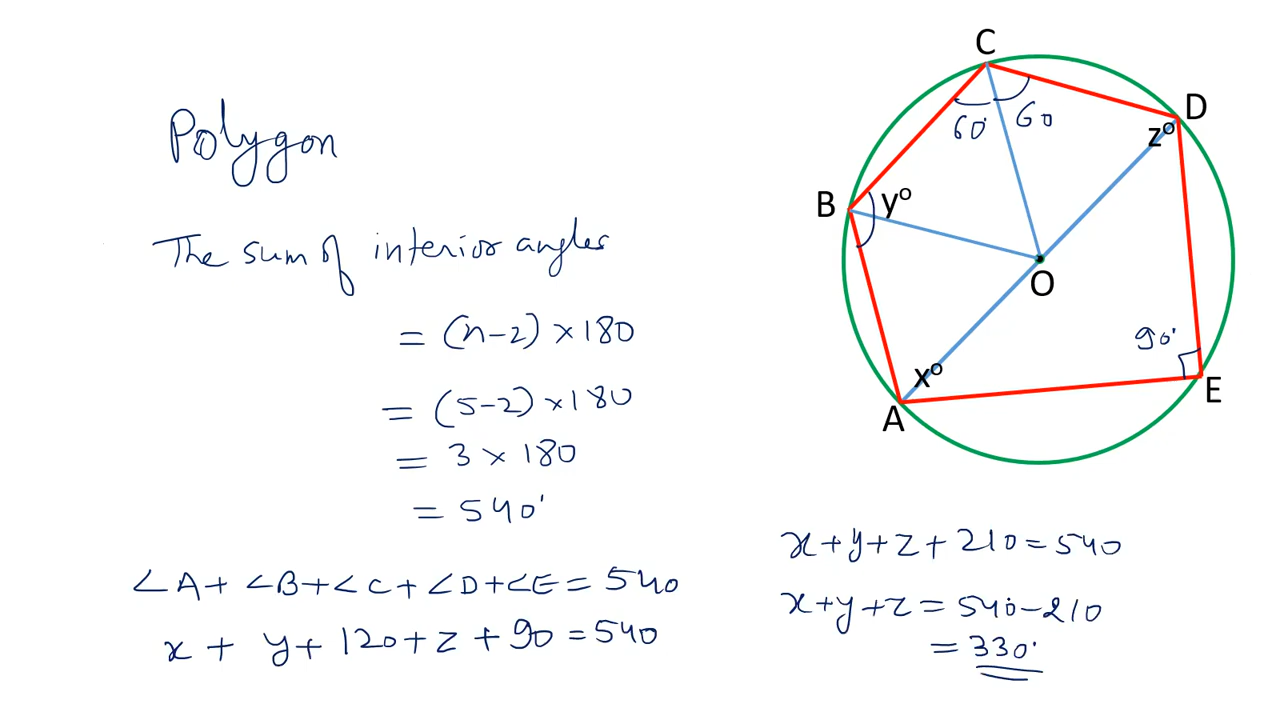 Polygon
The sum of interior angles
= (n-2) × 180
= (5-2) × 180
= 3 × 180
= 540°
∠A + ∠B + ∠C + ∠D + ∠E = 540
x + y + 120 + z + 90 = 540
C
D
60° 60
z°
B
y°
O
90°
x°
E
A
x + y + z + 210 = 540
x + y + z = 540 - 210
= 330°